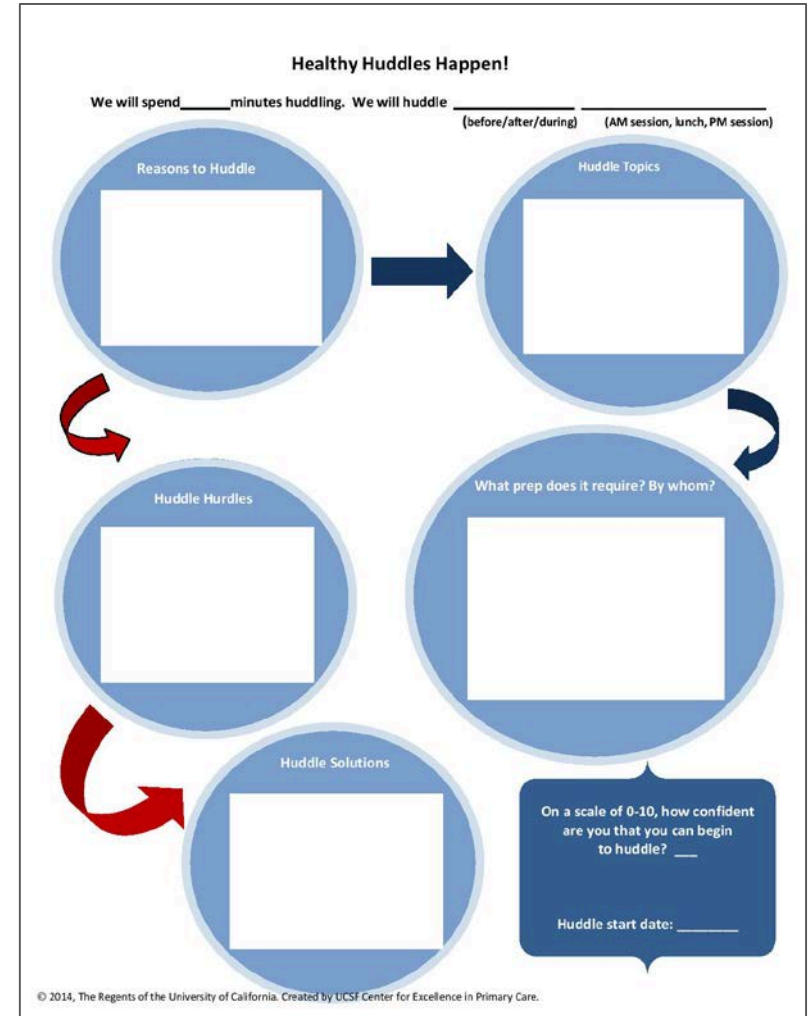 Healthy Huddles Happen!
We will spend______minutes huddling. We will huddle __________________ ___________________________
(before/after/during) (AM session, lunch, PM session)
Reasons to Huddle
Huddle Topics
Huddle Hurdles
What prep does it require? By whom?
Huddle Solutions
On a scale of 0-10, how confident
are you that you can begin
to huddle? ___
Huddle start date: ________
© 2014, The Regents of the University of California. Created by UCSF Center for Excellence in Primary Care.